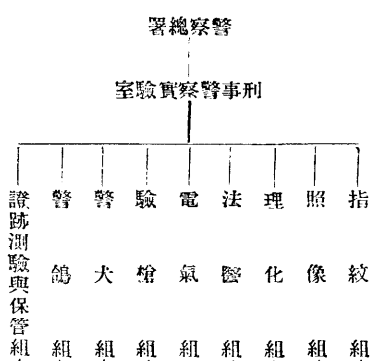 警察總署
刑事警察實驗室
指紋組
照像組
理化組
法醫組
電氣組
驗槍組
警犬組
警鴿組
證跡測驗與保管組